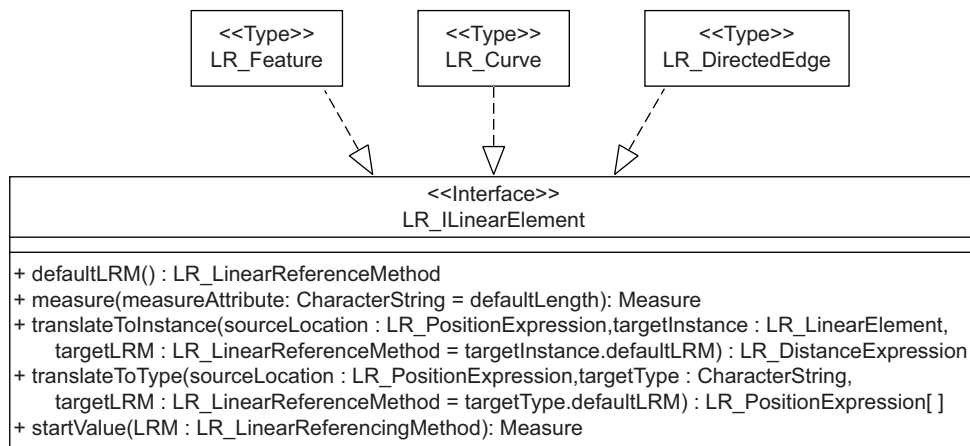 <<Type>>
LR_Feature
<<Type>>
LR_Curve
<<Type>>
LR_DirectedEdge
<<Interface>>
LR_ILinearElement
+ defaultLRM() : LR_LinearReferenceMethod
+ measure(measureAttribute: CharacterString = defaultLength): Measure
+ translateToInstance(sourceLocation : LR_PositionExpression,targetInstance : LR_LinearElement,
targetLRM : LR_LinearReferenceMethod = targetInstance.defaultLRM) : LR_DistanceExpression
+ translateToType(sourceLocation : LR_PositionExpression,targetType : CharacterString,
targetLRM : LR_LinearReferenceMethod = targetType.defaultLRM) : LR_PositionExpression[ ]
+ startValue(LRM : LR_LinearReferencingMethod): Measure